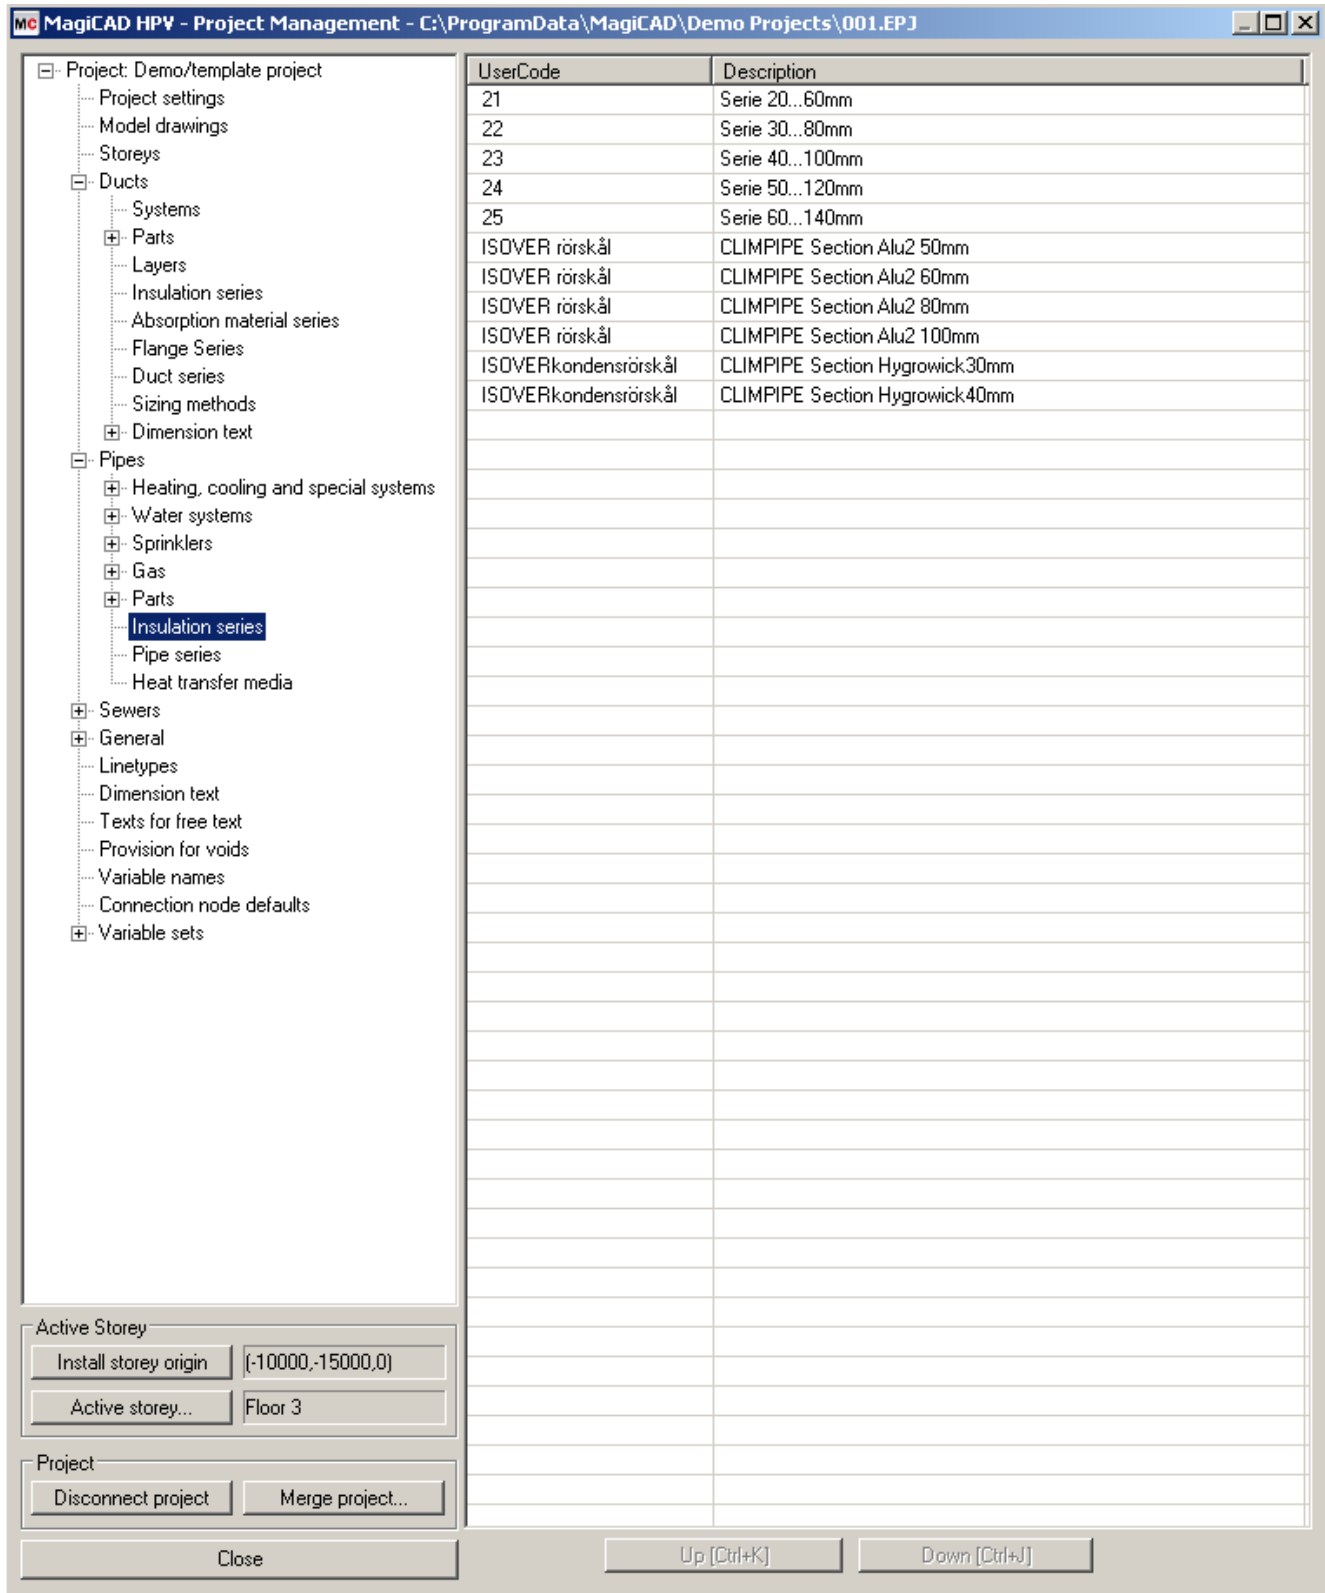 MC MagiCAD HPV - Project Management - C:\ProgramData\MagiCAD\Demo Projects\001.EPJ
Project: Demo/template project
Project settings
Model drawings
Storeys
Ducts
Systems
Parts
Layers
Insulation series
Absorption material series
Flange Series
Duct series
Sizing methods
Dimension text
Pipes
Heating, cooling and special systems
Water systems
Sprinklers
Gas
Parts
Insulation series
Pipe series
Heat transfer media
Sewers
General
Linetypes
Dimension text
Texts for free text
Provision for voids
Variable names
Connection node defaults
Variable sets
Active Storey
Install storey origin (-10000,-15000,0)
Active storey... Floor 3
Project
Disconnect project Merge project...
Close
UserCode Description
21 Serie 20...60mm
22 Serie 30...80mm
23 Serie 40...100mm
24 Serie 50...120mm
25 Serie 60...140mm
ISOVER rörskål CLIMPIPE Section Alu2 50mm
ISOVER rörskål CLIMPIPE Section Alu2 60mm
ISOVER rörskål CLIMPIPE Section Alu2 80mm
ISOVER rörskål CLIMPIPE Section Alu2 100mm
ISOVERkondensrörskål CLIMPIPE Section Hygrowick30mm
ISOVERkondensrörskål CLIMPIPE Section Hygrowick40mm
Up [Ctrl+K] Down [Ctrl+J]